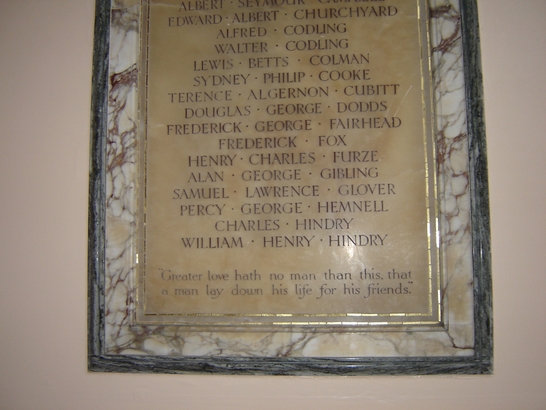 ALBERT · SEYMOUR · CAMPBELL
EDWARD · ALBERT · CHURCHYARD
ALFRED · CODLING
WALTER · CODLING
LEWIS · BETTS · COLMAN
SYDNEY · PHILIP · COOKE
TERENCE · ALGERNON · CUBITT
DOUGLAS · GEORGE · DODDS
FREDERICK · GEORGE · FAIRHEAD
FREDERICK · FOX
HENRY · CHARLES · FURZE
ALAN · GEORGE · GIBLING
SAMUEL · LAWRENCE · GLOVER
PERCY · GEORGE · HEMNELL
CHARLES · HINDRY
WILLIAM · HENRY · HINDRY
"Greater love hath no man than this, that
a man lay down his life for his friends."